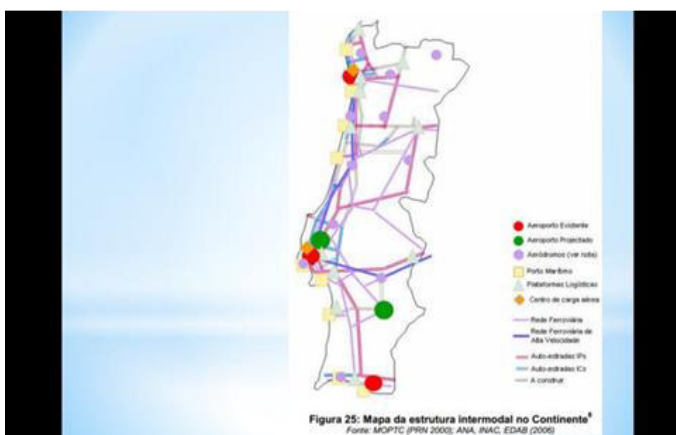 Aeroporto Existente
Aeroporto Projectado
Aeródromos (ver nota)
Porto Marítimo
Plataformas Logísticas
Centro de carga aérea
Rede Ferroviária
Rede Ferroviária de
Alta Velocidade
Auto-estradas IPs
Auto-estradas ICs
A construir
Figura 25: Mapa da estrutura intermodal no Continente
Fonte: MOPTC (PRN 2000); ANA, INAC, EDAB (2006)